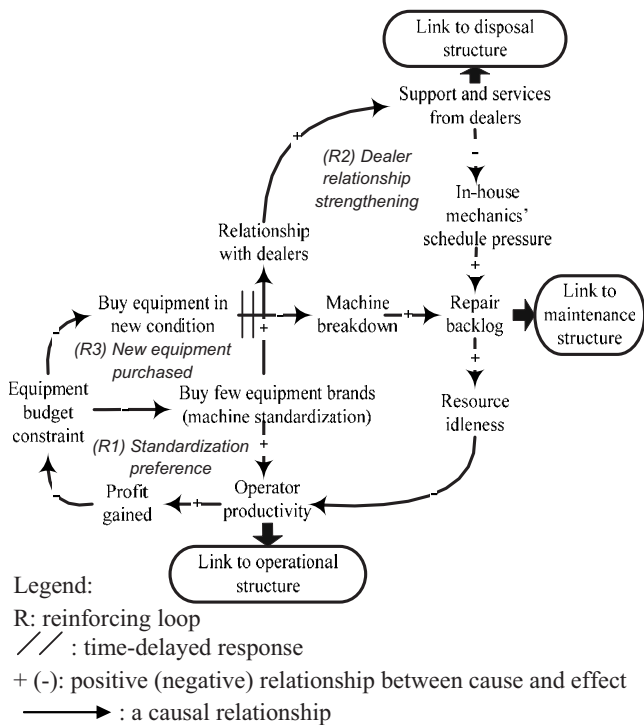 Link to disposal
structure
Support and services
from dealers
+
-
(R2) Dealer
relationship
strengthening
In-house
mechanics'
schedule pressure
Relationship
with dealers
+
Buy equipment in
new condition
-
+
Machine
breakdown
+
Repair
backlog
Link to
maintenance
structure
-
(R3) New equipment
purchased
+
Equipment
budget
constraint
-
Buy few equipment brands
(machine standardization)
Resource
idleness
(R1) Standardization
preference
+
-
Profit
gained
+
Operator
productivity
-
Link to operational
structure
Legend:
R: reinforcing loop
// : time-delayed response
+ (-): positive (negative) relationship between cause and effect
: a causal relationship